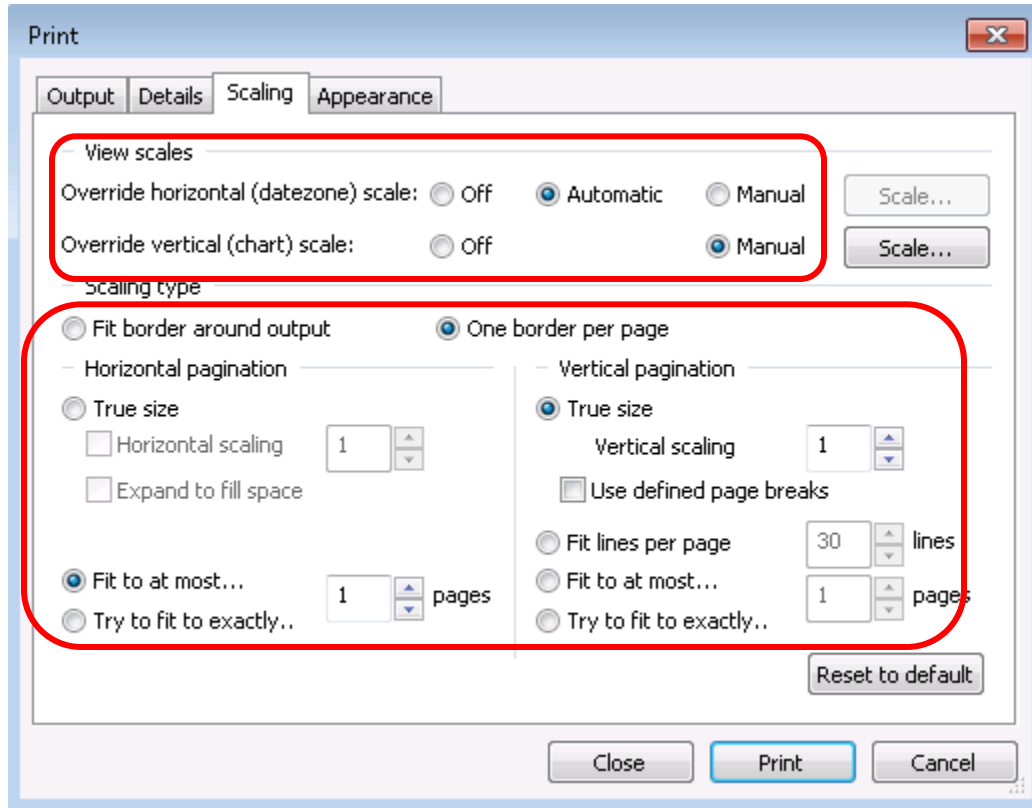 Print
Output Details Scaling Appearance
View scales
Override horizontal (datezone) scale: Off Automatic Manual Scale...
Override vertical (chart) scale: Off Manual Scale...
Scaling type
Fit border around output One border per page
Horizontal pagination Vertical pagination
True size True size
Horizontal scaling 1 Vertical scaling 1
Expand to fill space Use defined page breaks
Fit lines per page 30 lines
Fit to at most... 1 pages Fit to at most... 1 pages
Try to fit to exactly.. Try to fit to exactly..
Reset to default
Close Print Cancel